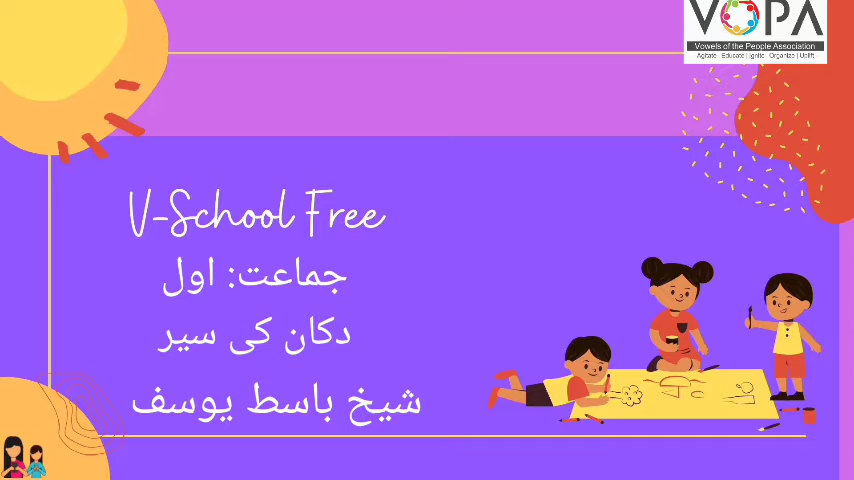 VOPA
Vowels of the People Association
Agitate | Educate | Ignite | Organize | Uplift
V-School Free
جماعت: اول
دکان کی سیر
شیخ باسط یوسف